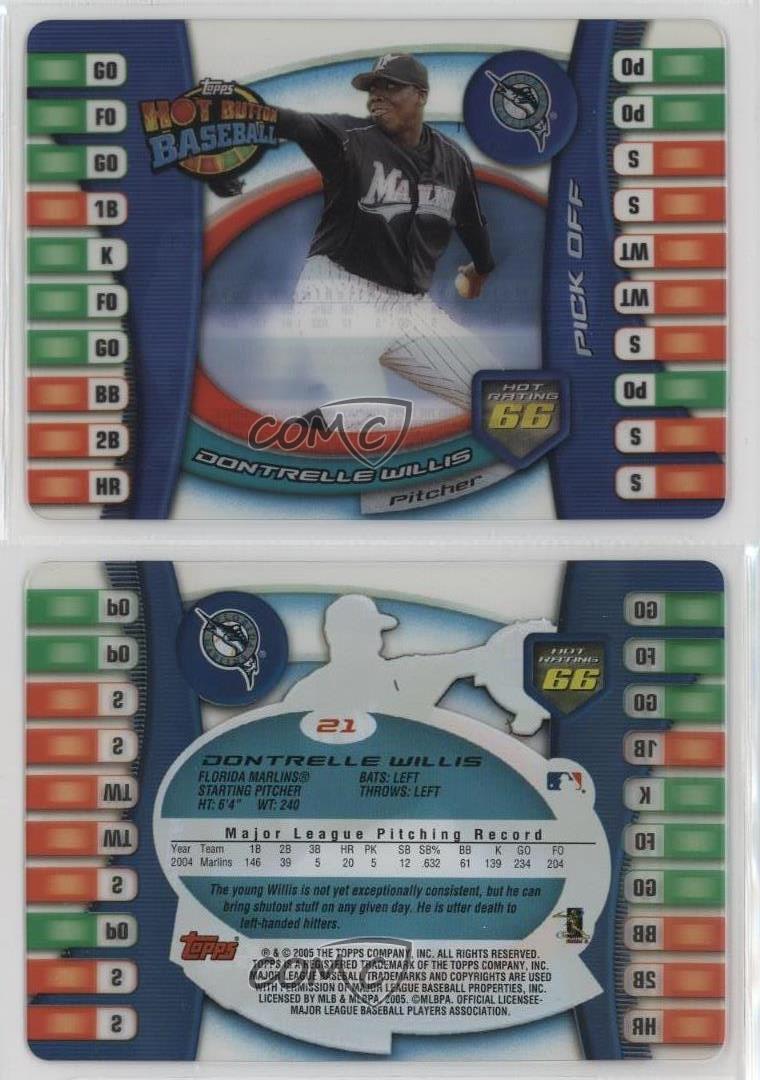 GO
FO
GO
1B
K
FO
GO
BB
2B
HR
Topps
HOT BUTTON
BASEBALL
MARLINS
PICK OFF
HOT
RATING
66
DONTRELLE WILLIS
Pitcher
PO
PO
S
S
WT
WT
S
PO
S
S
COMC
PO
PO
S
S
WT
WT
S
PO
S
S
HOT
RATING
66
GO
FO
GO
1B
K
FO
GO
BB
2B
HR
21
DONTRELLE WILLIS
FLORIDA MARLINS® BATS: LEFT
STARTING PITCHER THROWS: LEFT
HT: 6'4" WT: 240
Major League Pitching Record
Year Team 1B 2B 3B HR PK SB SB% BB K GO FO
2004 Marlins 146 39 5 20 5 12 .632 61 139 234 204
The young Willis is not yet exceptionally consistent, but he can
bring shutout stuff on any given day. He is utter death to
left-handed hitters.
Topps
® & © 2005 THE TOPPS COMPANY, INC. ALL RIGHTS RESERVED.
TOPPS IS A REGISTERED TRADEMARK OF THE TOPPS COMPANY, INC.
MAJOR LEAGUE BASEBALL TRADEMARKS AND COPYRIGHTS ARE USED
WITH PERMISSION OF MAJOR LEAGUE BASEBALL PROPERTIES, INC.
LICENSED BY MLB & MLBPA, 2005. ©MLBPA. OFFICIAL LICENSEE-
MAJOR LEAGUE BASEBALL PLAYERS ASSOCIATION.
COMC